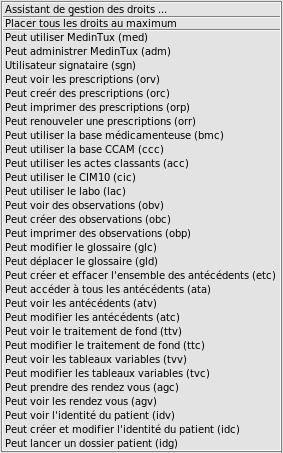 Assistant de gestion des droits ...
Placer tous les droits au maximum
Peut utiliser MedinTux (med)
Peut administrer MedinTux (adm)
Utilisateur signataire (sgn)
Peut voir les prescriptions (orv)
Peut creér des prescriptions (orc)
Peut imprimer des prescriptions (orp)
Peut renouveler une prescriptions (orr)
Peut utiliser la base médicamenteuse (bmc)
Peut utiliser la base CCAM (ccc)
Peut utiliser les actes classants (acc)
Peut utiliser le CIM10 (cic)
Peut utiliser le labo (lac)
Peut voir des observations (obv)
Peut créer des observations (obc)
Peut imprimer des observations (obp)
Peut modifier le glossaire (glc)
Peut déplacer le glossaire (gld)
Peut créer et effacer l'ensemble des antécédents (etc)
Peut accéder à tous les antécédents (ata)
Peut voir les antécédents (atv)
Peut modifier les antécédents (atc)
Peut voir le traitement de fond (ttv)
Peut modifier le traitement de fond (ttc)
Peut voir les tableaux variables (tvv)
Peut modifier les tableaux variables (tvc)
Peut prendre des rendez vous (agc)
Peut voir les rendez vous (agv)
Peut voir l'identité du patient (idv)
Peut créer et modifier l'identité du patient (idc)
Peut lancer un dossier patient (idg)